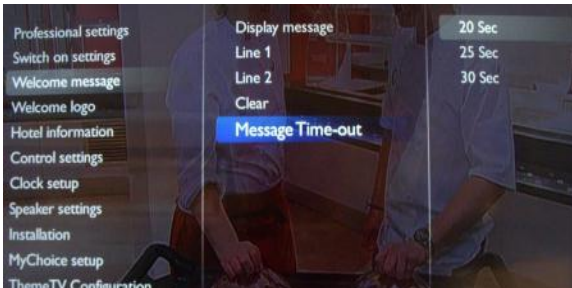 Professional settings
Switch on settings
Welcome message
Welcome logo
Hotel information
Control settings
Clock setup
Speaker settings
Installation
MyChoice setup
ThemeTV Configuration
Display message
Line 1
Line 2
Clear
Message Time-out
20 Sec
25 Sec
30 Sec